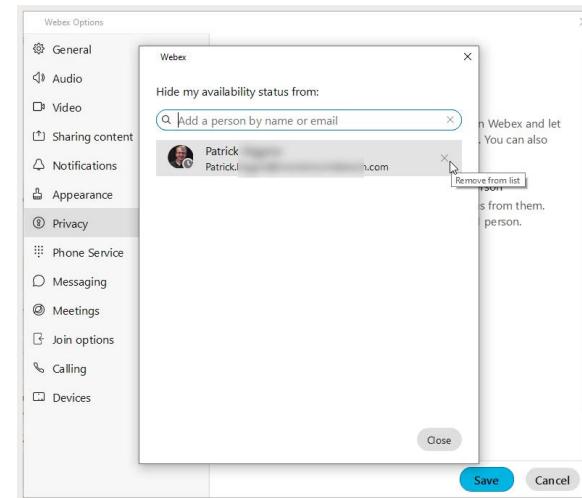 Webex Options
General
Audio
Video
Sharing content
Notifications
Appearance
Privacy
Phone Service
Messaging
Meetings
Join options
Calling
Devices
Webex
Hide my availability status from:
Add a person by name or email
Patrick
Patrick.
.com
Remove from list
Close
n Webex and let
. You can also
s from them.
person.
Save
Cancel